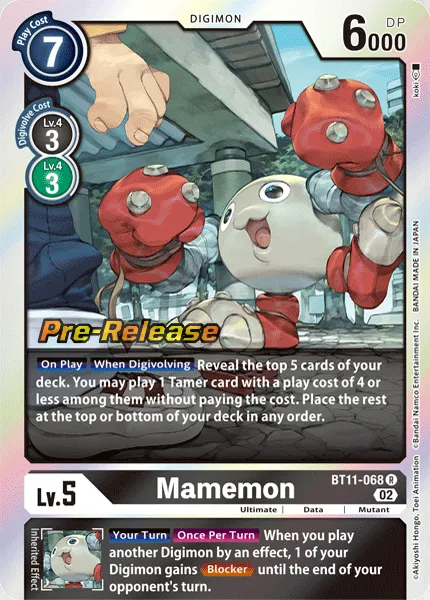 DIGIMON
Play Cost
7
6000 DP
Digivolve Cost
Lv.4
3
Lv.4
3
koki
Pre-Release
On Play When Digivolving Reveal the top 5 cards of your
deck. You may play 1 Tamer card with a play cost of 4 or
less among them without paying the cost. Place the rest
at the top or bottom of your deck in any order.
©Akiyoshi Hongo, Toei Animation ©Bandai Namco Entertainment Inc. BANDAI MADE IN JAPAN
Lv.5
Mamemon
BT11-068 R
02
Ultimate | Data | Mutant
Inherited Effect
Your Turn Once Per Turn When you play
another Digimon by an effect, 1 of your
Digimon gains Blocker until the end of your
opponent's turn.